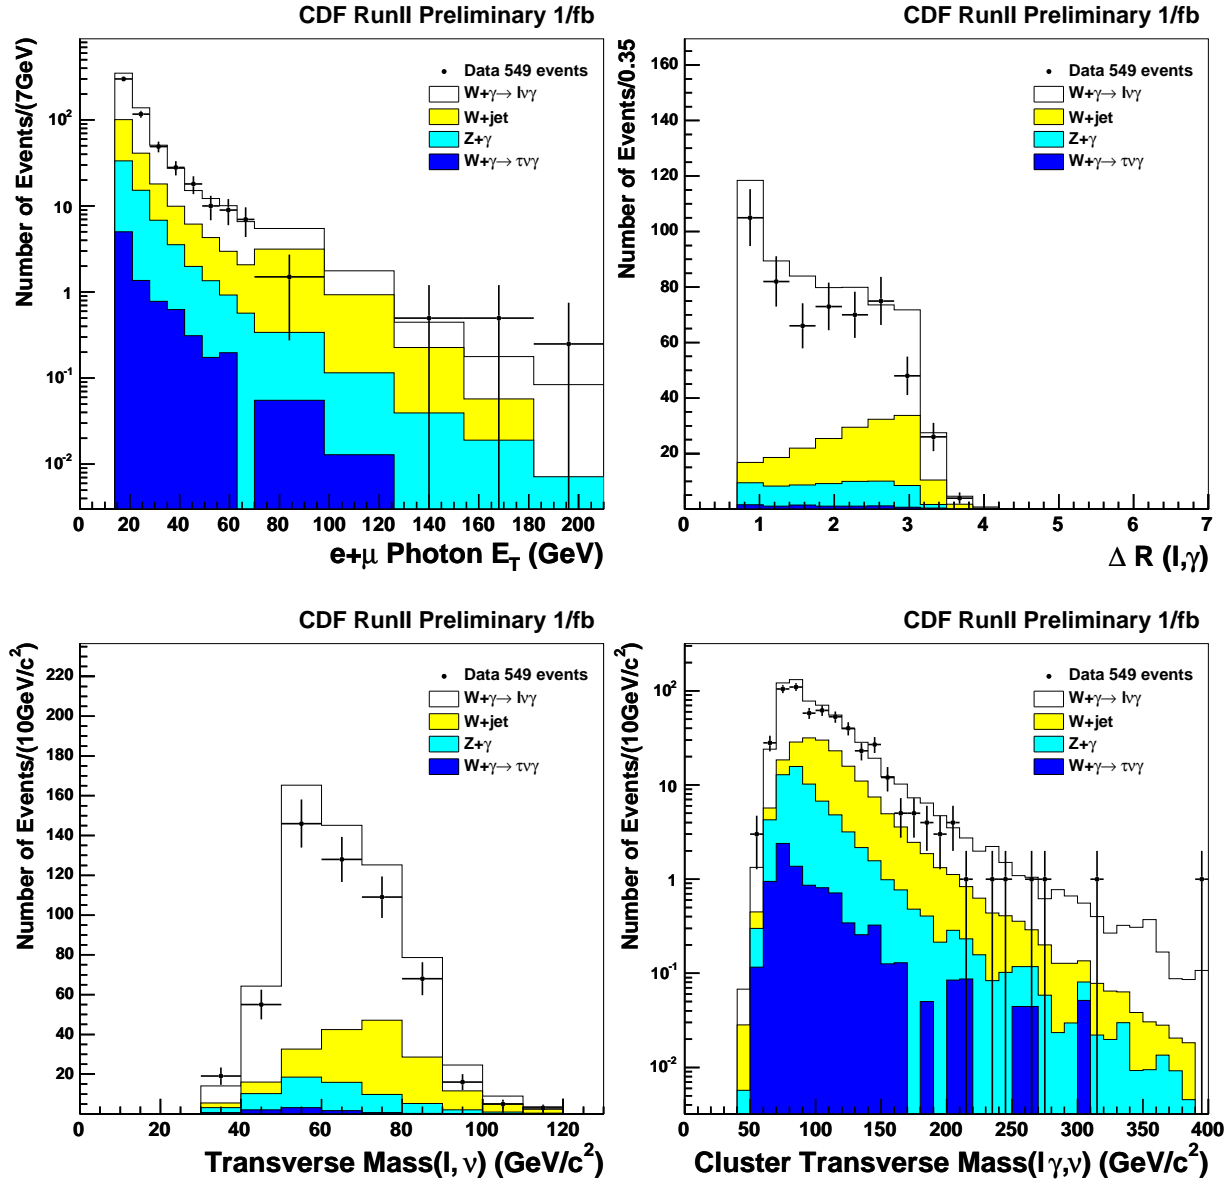 CDF RunII Preliminary 1/fb
Number of Events/(7GeV)
10²
10
1
10⁻¹
10⁻²
Data 549 events
W+γ→ lνγ
W+jet
Z+γ
W+γ→ τνγ
0 20 40 60 80 100 120 140 160 180 200
e+μ Photon E_T (GeV)
CDF RunII Preliminary 1/fb
Number of Events/0.35
160
140
120
100
80
60
40
20
Data 549 events
W+γ→ lνγ
W+jet
Z+γ
W+γ→ τνγ
0 1 2 3 4 5 6 7
Δ R (l,γ)
CDF RunII Preliminary 1/fb
Number of Events/(10GeV/c²)
220
200
180
160
140
120
100
80
60
40
20
Data 549 events
W+γ→ lνγ
W+jet
Z+γ
W+γ→ τνγ
0 20 40 60 80 100 120
Transverse Mass(l, ν) (GeV/c²)
CDF RunII Preliminary 1/fb
Number of Events/(10GeV/c²)
10²
10
1
10⁻¹
10⁻²
Data 549 events
W+γ→ lνγ
W+jet
Z+γ
W+γ→ τνγ
0 50 100 150 200 250 300 350 400
Cluster Transverse Mass(l γ,ν) (GeV/c²)